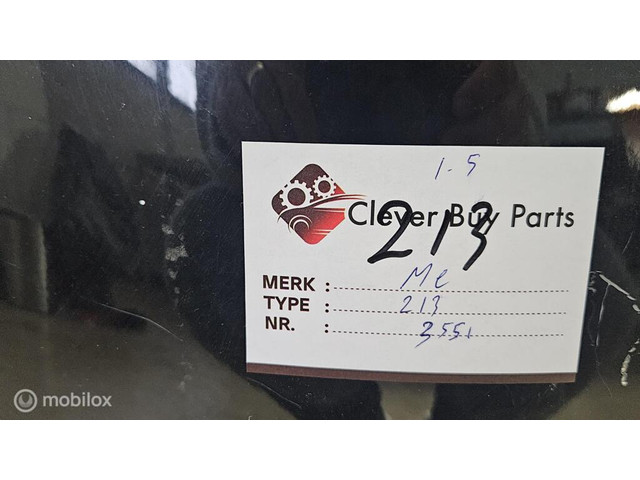 1-5
Clever Buy Parts
213
MERK : Me
TYPE : 213
NR. : 3551
mobilox